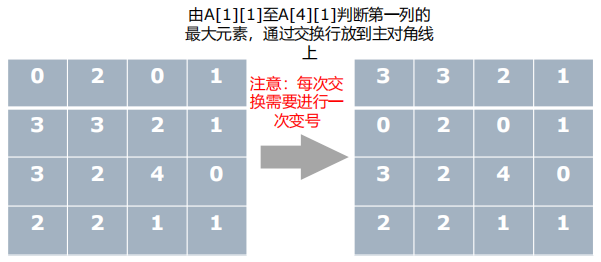 由A[1][1]至A[4][1]判断第一列的
最大元素，通过交换行放到主对角线
上
注意：每次交
换需要进行一
次变号
0 2 0 1
3 3 2 1
3 2 4 0
2 2 1 1
3 3 2 1
0 2 0 1
3 2 4 0
2 2 1 1